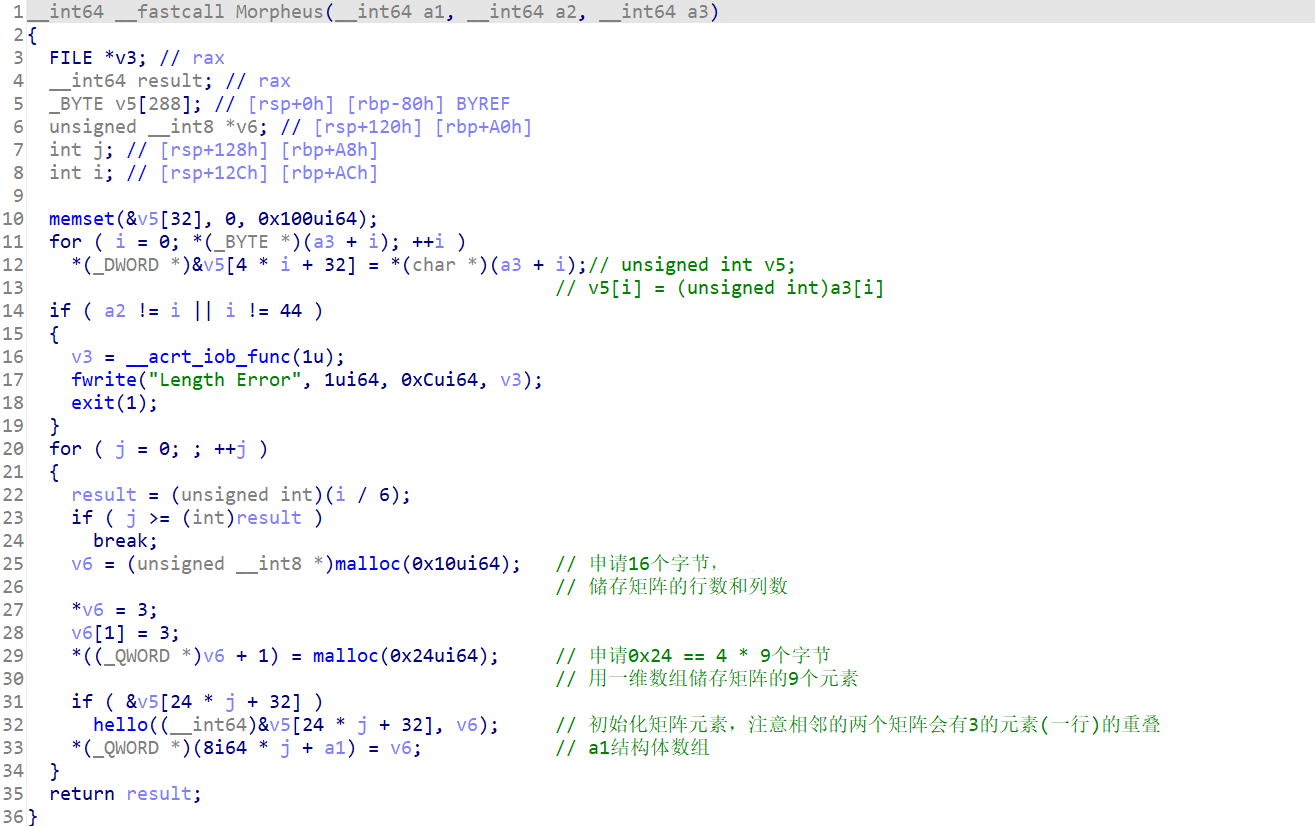 1 __int64 __fastcall Morpheus(__int64 a1, __int64 a2, __int64 a3)
2 {
3   FILE *v3; // rax
4   __int64 result; // rax
5   _BYTE v5[288]; // [rsp+0h] [rbp-80h] BYREF
6   unsigned __int8 *v6; // [rsp+120h] [rbp+A0h]
7   int j; // [rsp+128h] [rbp+A8h]
8   int i; // [rsp+12Ch] [rbp+ACh]
9
10   memset(&v5[32], 0, 0x100ui64);
11   for ( i = 0; *(_BYTE *)(a3 + i); ++i )
12     *(_DWORD *)&v5[4 * i + 32] = *(char *)(a3 + i);// unsigned int v5;
13                                               // v5[i] = (unsigned int)a3[i]
14   if ( a2 != i || i != 44 )
15   {
16     v3 = __acrt_iob_func(1u);
17     fwrite("Length Error", 1ui64, 0xCui64, v3);
18     exit(1);
19   }
20   for ( j = 0; ; ++j )
21   {
22     result = (unsigned int)(i / 6);
23     if ( j >= (int)result )
24       break;
25     v6 = (unsigned __int8 *)malloc(0x10ui64);   // 申请16个字节，
26                                               // 储存矩阵的行数和列数
27     *v6 = 3;
28     v6[1] = 3;
29     *((_QWORD *)v6 + 1) = malloc(0x24ui64);     // 申请0x24 == 4 * 9个字节
30                                               // 用一维数组储存矩阵的9个元素
31     if ( &v5[24 * j + 32] )
32       hello((__int64)&v5[24 * j + 32], v6);     // 初始化矩阵元素，注意相邻的两个矩阵会有3的元素(一行)的重叠
33     *(_QWORD *)(8i64 * j + a1) = v6;            // a1结构体数组
34   }
35   return result;
36 }